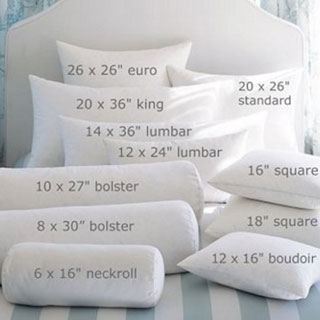 26 x 26" euro
20 x 26"
standard
20 x 36" king
14 x 36" lumbar
12 x 24" lumbar
16" square
10 x 27" bolster
18" square
8 x 30" bolster
12 x 16" boudoir
6 x 16" neckroll